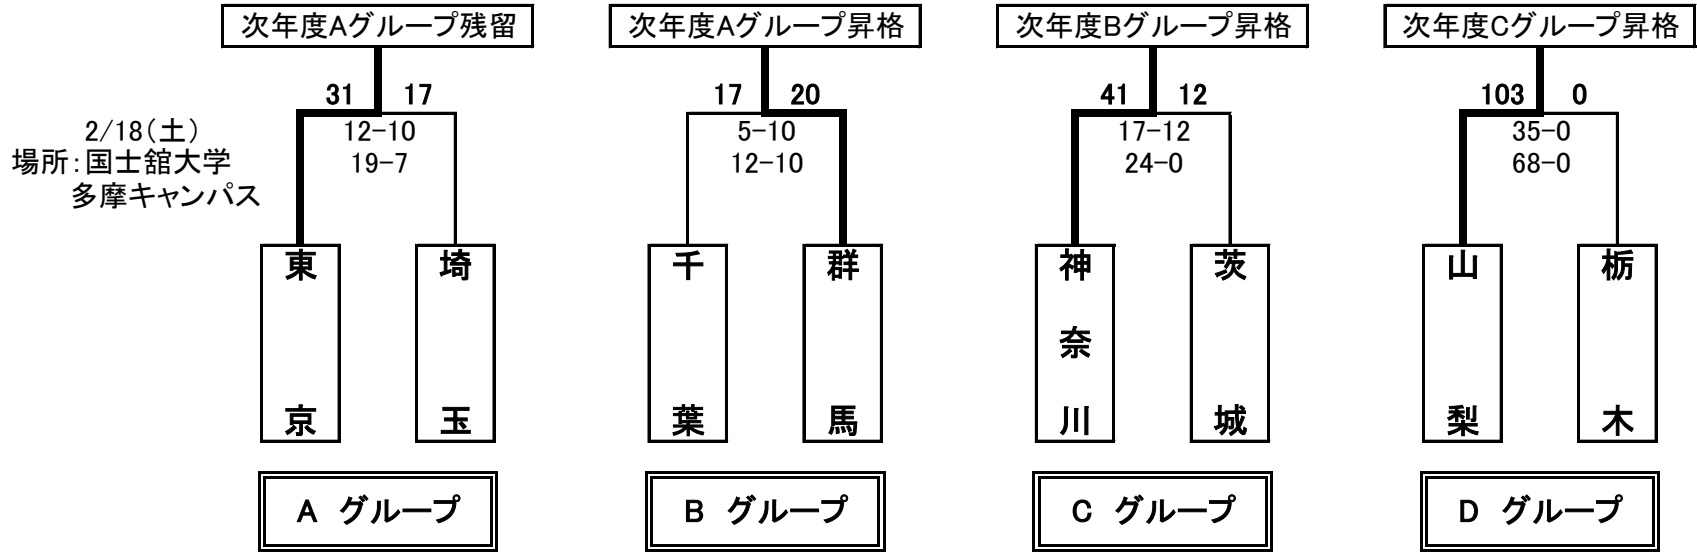 次年度Aグループ残留
次年度Aグループ昇格
次年度Bグループ昇格
次年度Cグループ昇格
31 17
17 20
41 12
103 0
2/18(土)
場所:国士舘大学
多摩キャンパス
12-10
19-7
5-10
12-10
17-12
24-0
35-0
68-0
東京
埼玉
千葉
群馬
神奈川
茨城
山梨
栃木
A グループ
B グループ
C グループ
D グループ